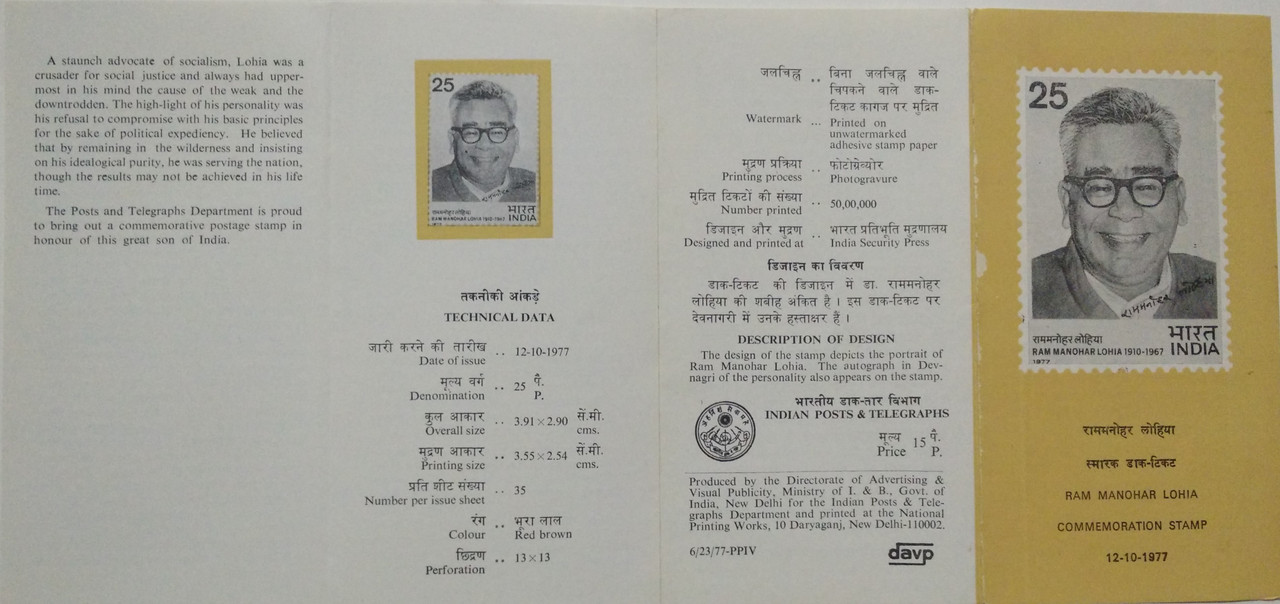 A staunch advocate of socialism, Lohia was a
crusader for social justice and always had upper-
most in his mind the cause of the weak and the
downtrodden. The high-light of his personality was
his refusal to compromise with his basic principles
for the sake of political expediency. He believed
that by remaining in the wilderness and insisting
on his idealogical purity, he was serving the nation,
though the results may not be achieved in his life
time.
The Posts and Telegraphs Department is proud
to bring out a commemorative postage stamp in
honour of this great son of India.
25
राममनोहर
राममनोहर लोहिया
RAM MANOHAR LOHIA 1910-1967
1977
भारत
INDIA
तकनीकी आंकड़े
TECHNICAL DATA
जारी करने की तारीख .. 12-10-1977
Date of issue
मूल्य वर्ग .. 25 पै.
Denomination P.
कुल आकार .. 3.91×2.90 सें.मी.
Overall size cms.
मुद्रण आकार .. 3.55×2.54 सें.मी.
Printing size cms.
प्रति शीट संख्या .. 35
Number per issue sheet
रंग .. भूरा लाल
Colour Red brown
छिद्रण .. 13×13
Perforation
जलचिह्न .. बिना जलचिह्न वाले
चिपकने वाले डाक-
टिकट कागज पर मुद्रित
Watermark ... Printed on
unwatermarked
adhesive stamp paper
मुद्रण प्रक्रिया .. फोटोग्रेव्योर
Printing process Photogravure
मुद्रित टिकटों की संख्या .. 50,00,000
Number printed
डिजाइन और मुद्रण .. भारत प्रतिभूति मुद्रणालय
Designed and printed at India Security Press
डिजाइन का विवरण
डाक-टिकट की डिजाइन में डा. राममनोहर
लोहिया की शबीह अंकित है । इस डाक-टिकट पर
देवनागरी में उनके हस्ताक्षर हैं ।
DESCRIPTION OF DESIGN
The design of the stamp depicts the portrait of
Ram Manohar Lohia. The autograph in Dev-
nagri of the personality also appears on the stamp.
भारतीय डाक-तार विभाग
INDIAN POSTS & TELEGRAPHS
मूल्य 15 पै.
Price P.
Produced by the Directorate of Advertising &
Visual Publicity, Ministry of I. & B., Govt. of
India, New Delhi for the Indian Posts & Tele-
graphs Department and printed at the National
Printing Works, 10 Daryaganj, New Delhi-110002.
6/23/77-PPIV
davp
25
राममनोहर लोहिया
राममनोहर लोहिया
RAM MANOHAR LOHIA 1910-1967
1977
भारत
INDIA
राममनोहर लोहिया
स्मारक डाक-टिकट
RAM MANOHAR LOHIA
COMMEMORATION STAMP
12-10-1977